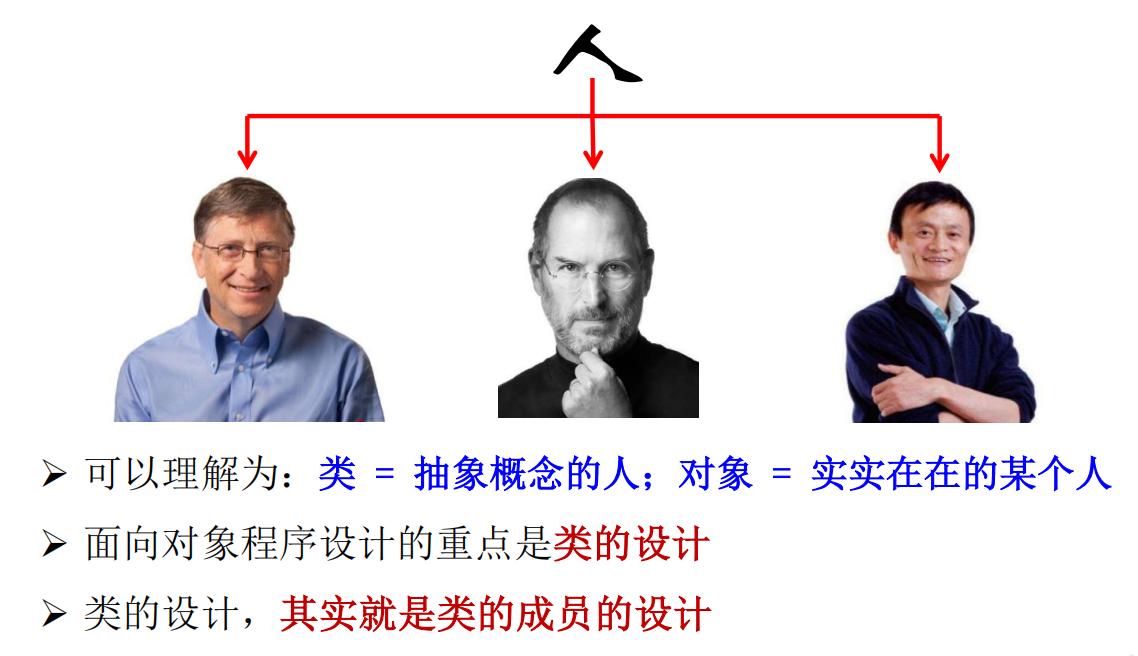 人
➢ 可以理解为：类 = 抽象概念的人；对象 = 实实在在的某个人
➢ 面向对象程序设计的重点是类的设计
➢ 类的设计，其实就是类的成员的设计